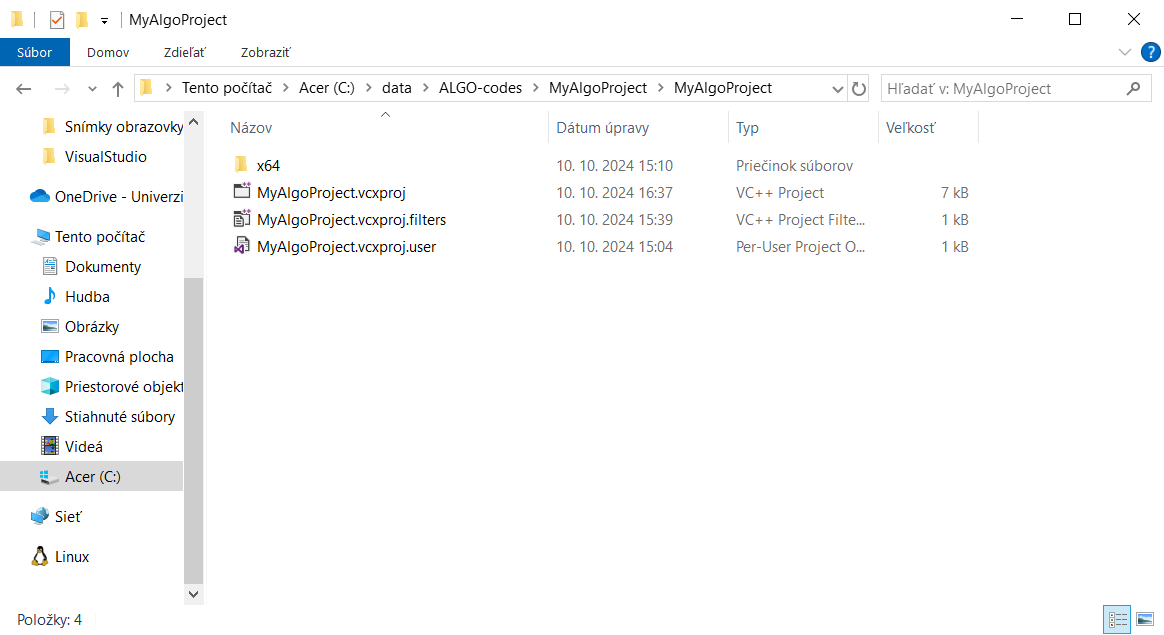 MyAlgoProject
Súbor Domov Zdieľať Zobraziť
Tento počítač Acer (C:) data ALGO-codes MyAlgoProject MyAlgoProject Hľadať v: MyAlgoProject
Snímky obrazovky
VisualStudio
OneDrive - Univerzi
Tento počítač
Dokumenty
Hudba
Obrázky
Pracovná plocha
Priestorové objekt
Stiahnuté súbory
Videá
Acer (C:)
Sieť
Linux
Názov Dátum úpravy Typ Veľkosť
x64 10. 10. 2024 15:10 Priečinok súborov
MyAlgoProject.vcxproj 10. 10. 2024 16:37 VC++ Project 7 kB
MyAlgoProject.vcxproj.filters 10. 10. 2024 15:39 VC++ Project Filte... 1 kB
MyAlgoProject.vcxproj.user 10. 10. 2024 15:04 Per-User Project O... 1 kB
Položky: 4